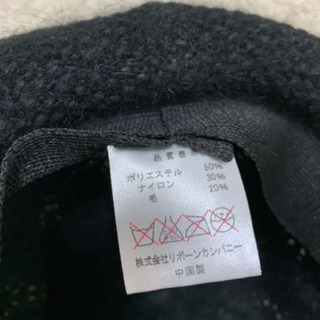 品質表示
ポリエステル 50%
ナイロン 30%
毛 20%
株式会社リボーンカンパニー
中国製